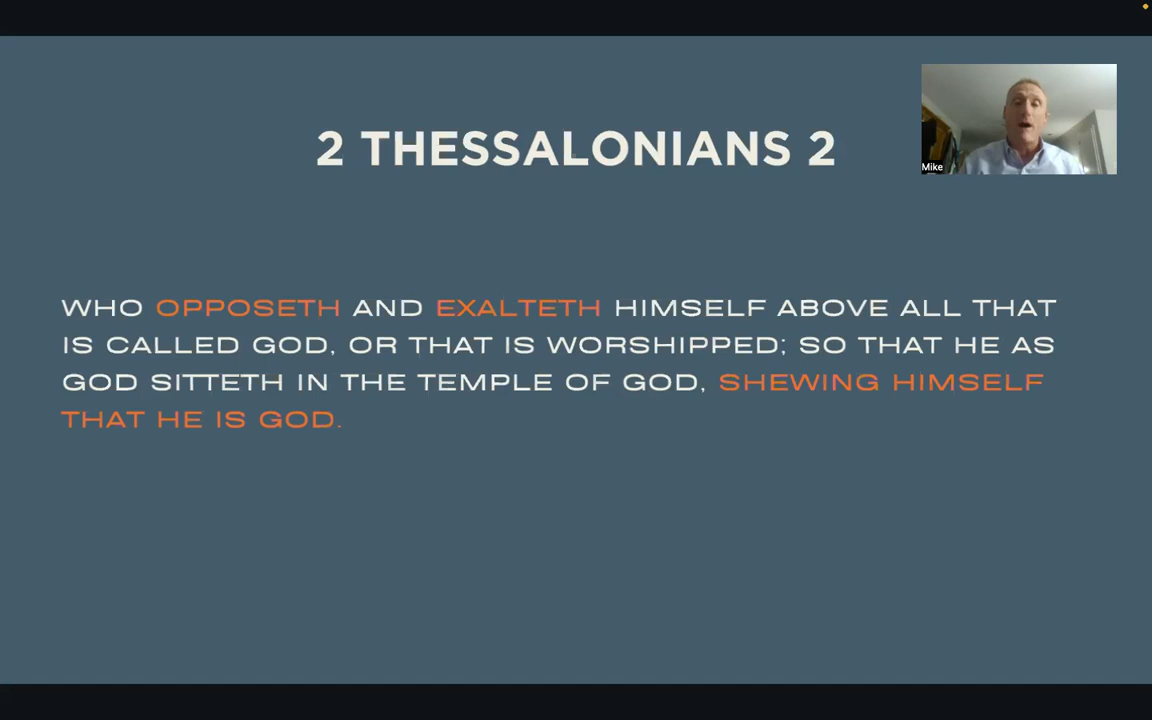 2 THESSALONIANS 2
Mike
WHO OPPOSETH AND EXALTETH HIMSELF ABOVE ALL THAT
IS CALLED GOD, OR THAT IS WORSHIPPED; SO THAT HE AS
GOD SITTETH IN THE TEMPLE OF GOD, SHEWING HIMSELF
THAT HE IS GOD.